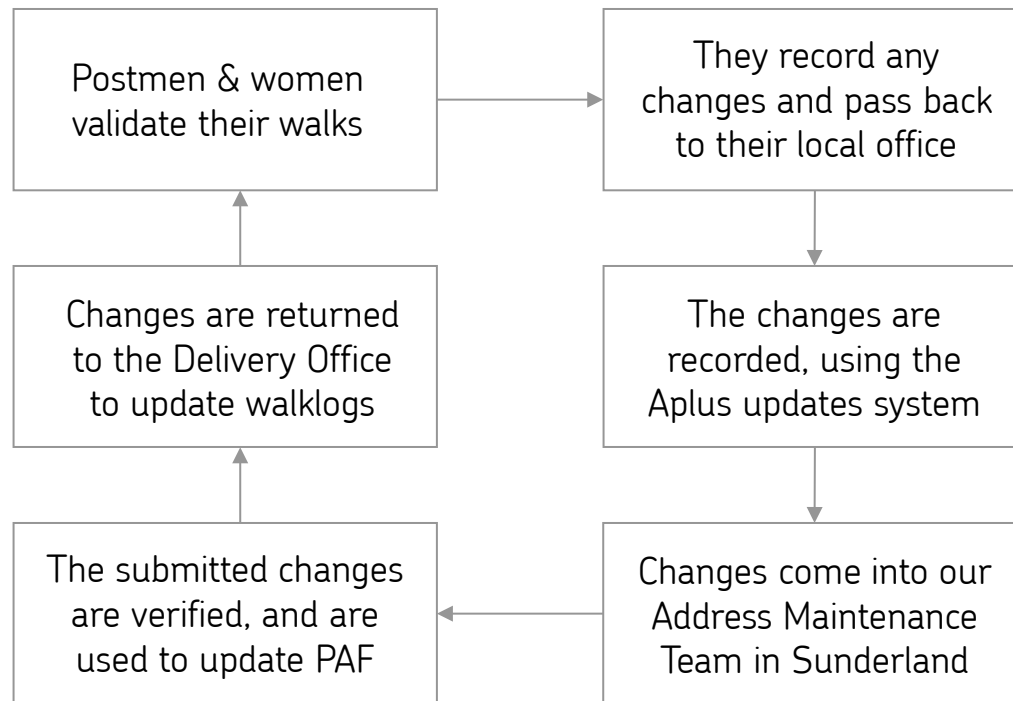 Postmen & women
validate their walks
They record any
changes and pass back
to their local office
The changes are
recorded, using the
Aplus updates system
Changes come into our
Address Maintenance
Team in Sunderland
The submitted changes
are verified, and are
used to update PAF
Changes are returned
to the Delivery Office
to update walklogs